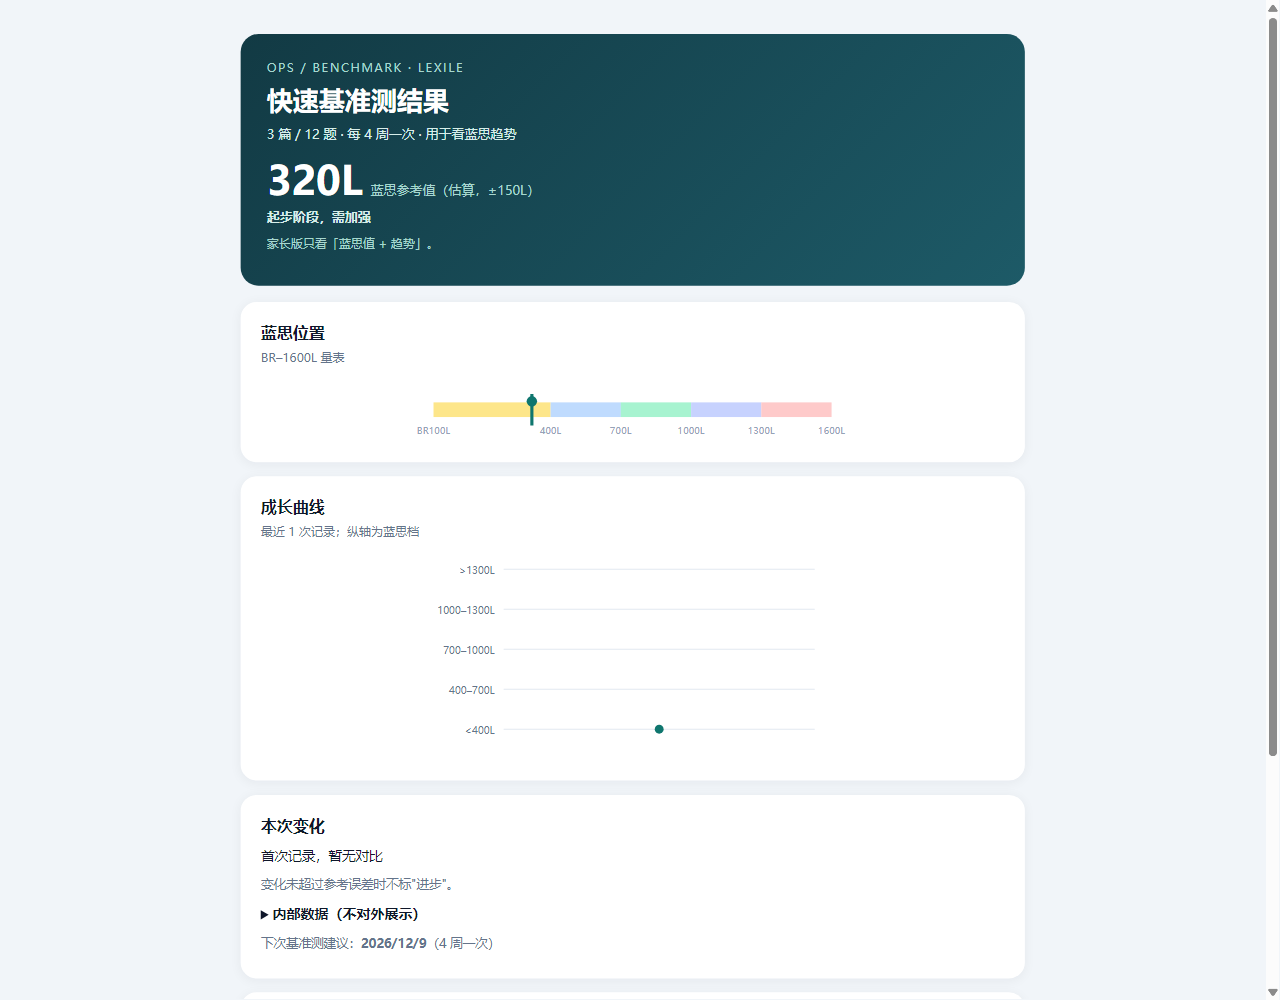 OPS / BENCHMARK · LEXILE
快速基准测结果
3 篇 / 12 题 · 每 4 周一次 · 用于看蓝思趋势
320L 蓝思参考值（估算，±150L）
起步阶段，需加强
家长版只看「蓝思值 + 趋势」。
蓝思位置
BR–1600L 量表
BR100L 400L 700L 1000L 1300L 1600L
成长曲线
最近 1 次记录；纵轴为蓝思档
>1300L
1000–1300L
700–1000L
400–700L
<400L
本次变化
首次记录，暂无对比
变化未超过参考误差时不标"进步"。
▶ 内部数据（不对外展示）
下次基准测建议：2026/12/9（4 周一次）